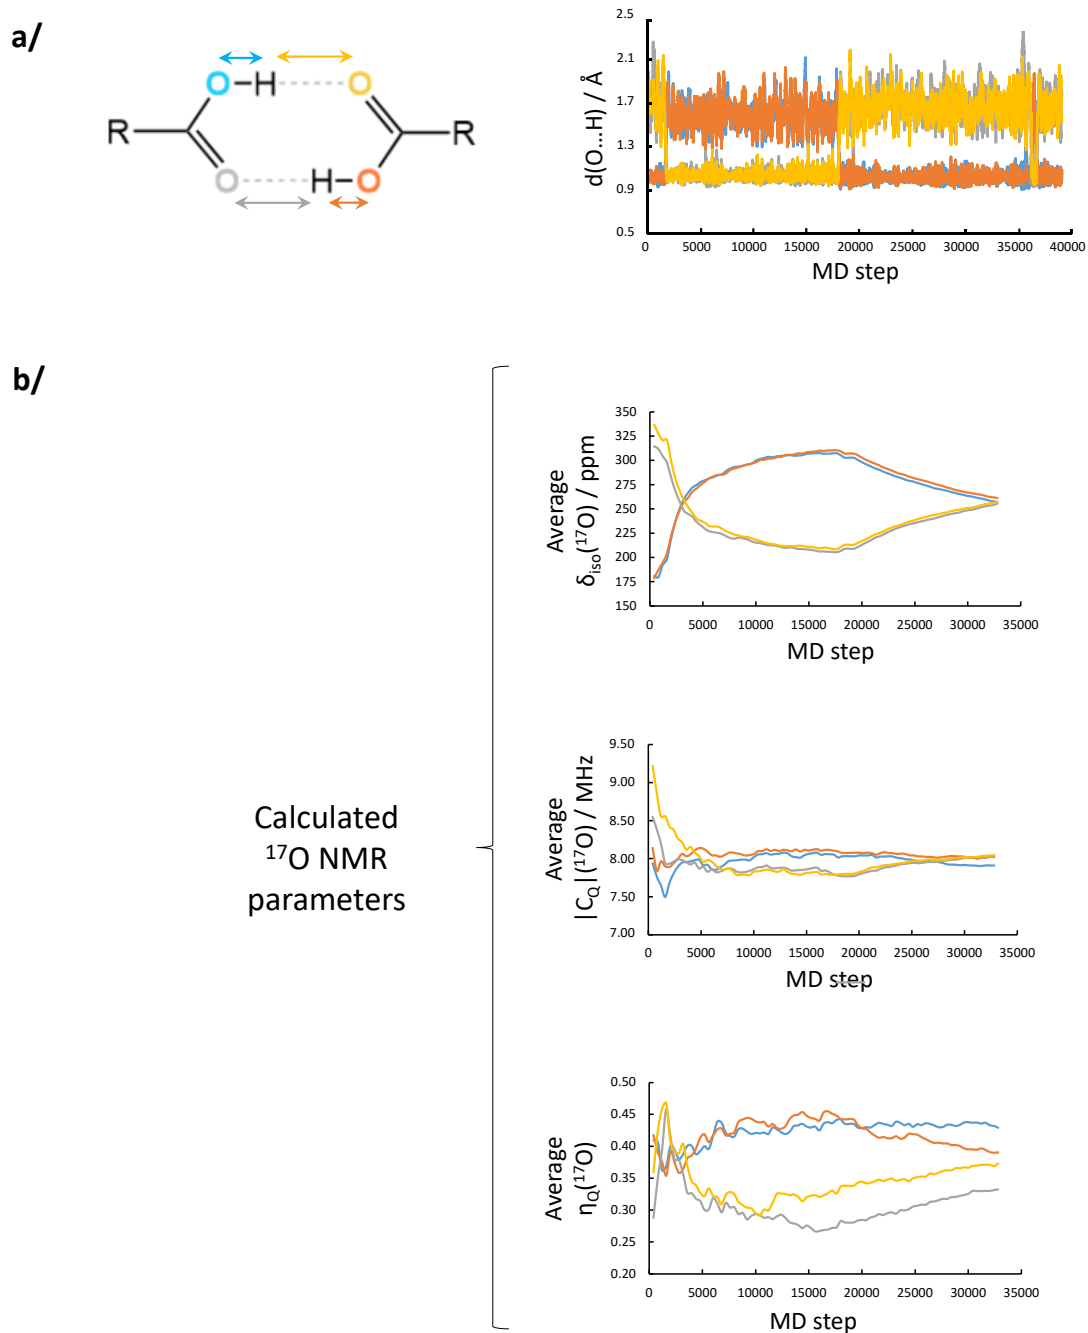 a/
O H O
R R
O H O
d(O...H) / Å
2.5
2.1
1.7
1.3
0.9
0.5
0 5000 10000 15000 20000 25000 30000 35000 40000
MD step
b/
Calculated
¹⁷O NMR
parameters
Average
δiso(¹⁷O) / ppm
350
325
300
275
250
225
200
175
150
0 5000 10000 15000 20000 25000 30000 35000
MD step
Average
|CQ|(¹⁷O) / MHz
9.50
9.00
8.50
8.00
7.50
7.00
0 5000 10000 15000 20000 25000 30000 35000
MD step
Average
ηQ(¹⁷O)
0.50
0.45
0.40
0.35
0.30
0.25
0.20
0 5000 10000 15000 20000 25000 30000 35000
MD step